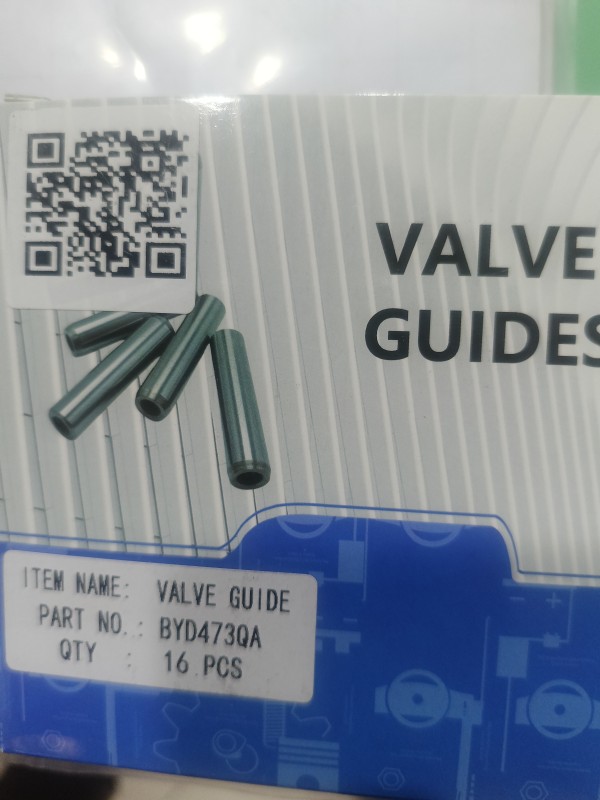 VALVE
GUIDES
ITEM NAME: VALVE GUIDE
PART NO.: BYD473QA
QTY : 16 PCS